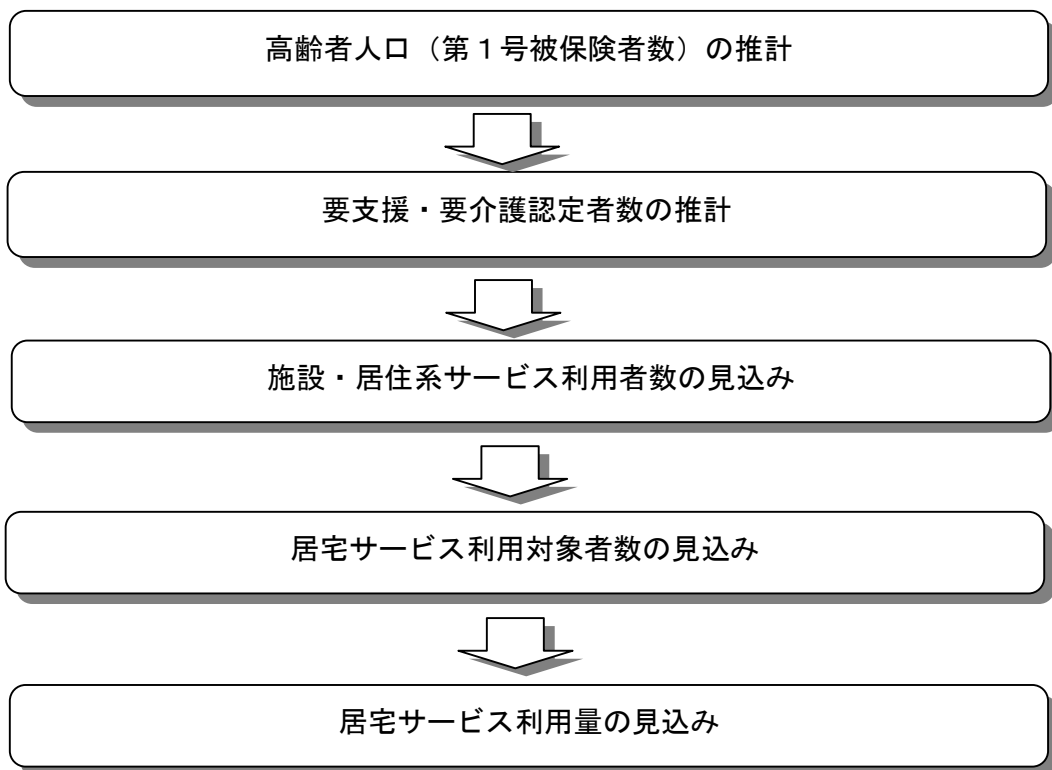 高齢者人口（第１号被保険者数）の推計
要支援・要介護認定者数の推計
施設・居住系サービス利用者数の見込み
居宅サービス利用対象者数の見込み
居宅サービス利用量の見込み